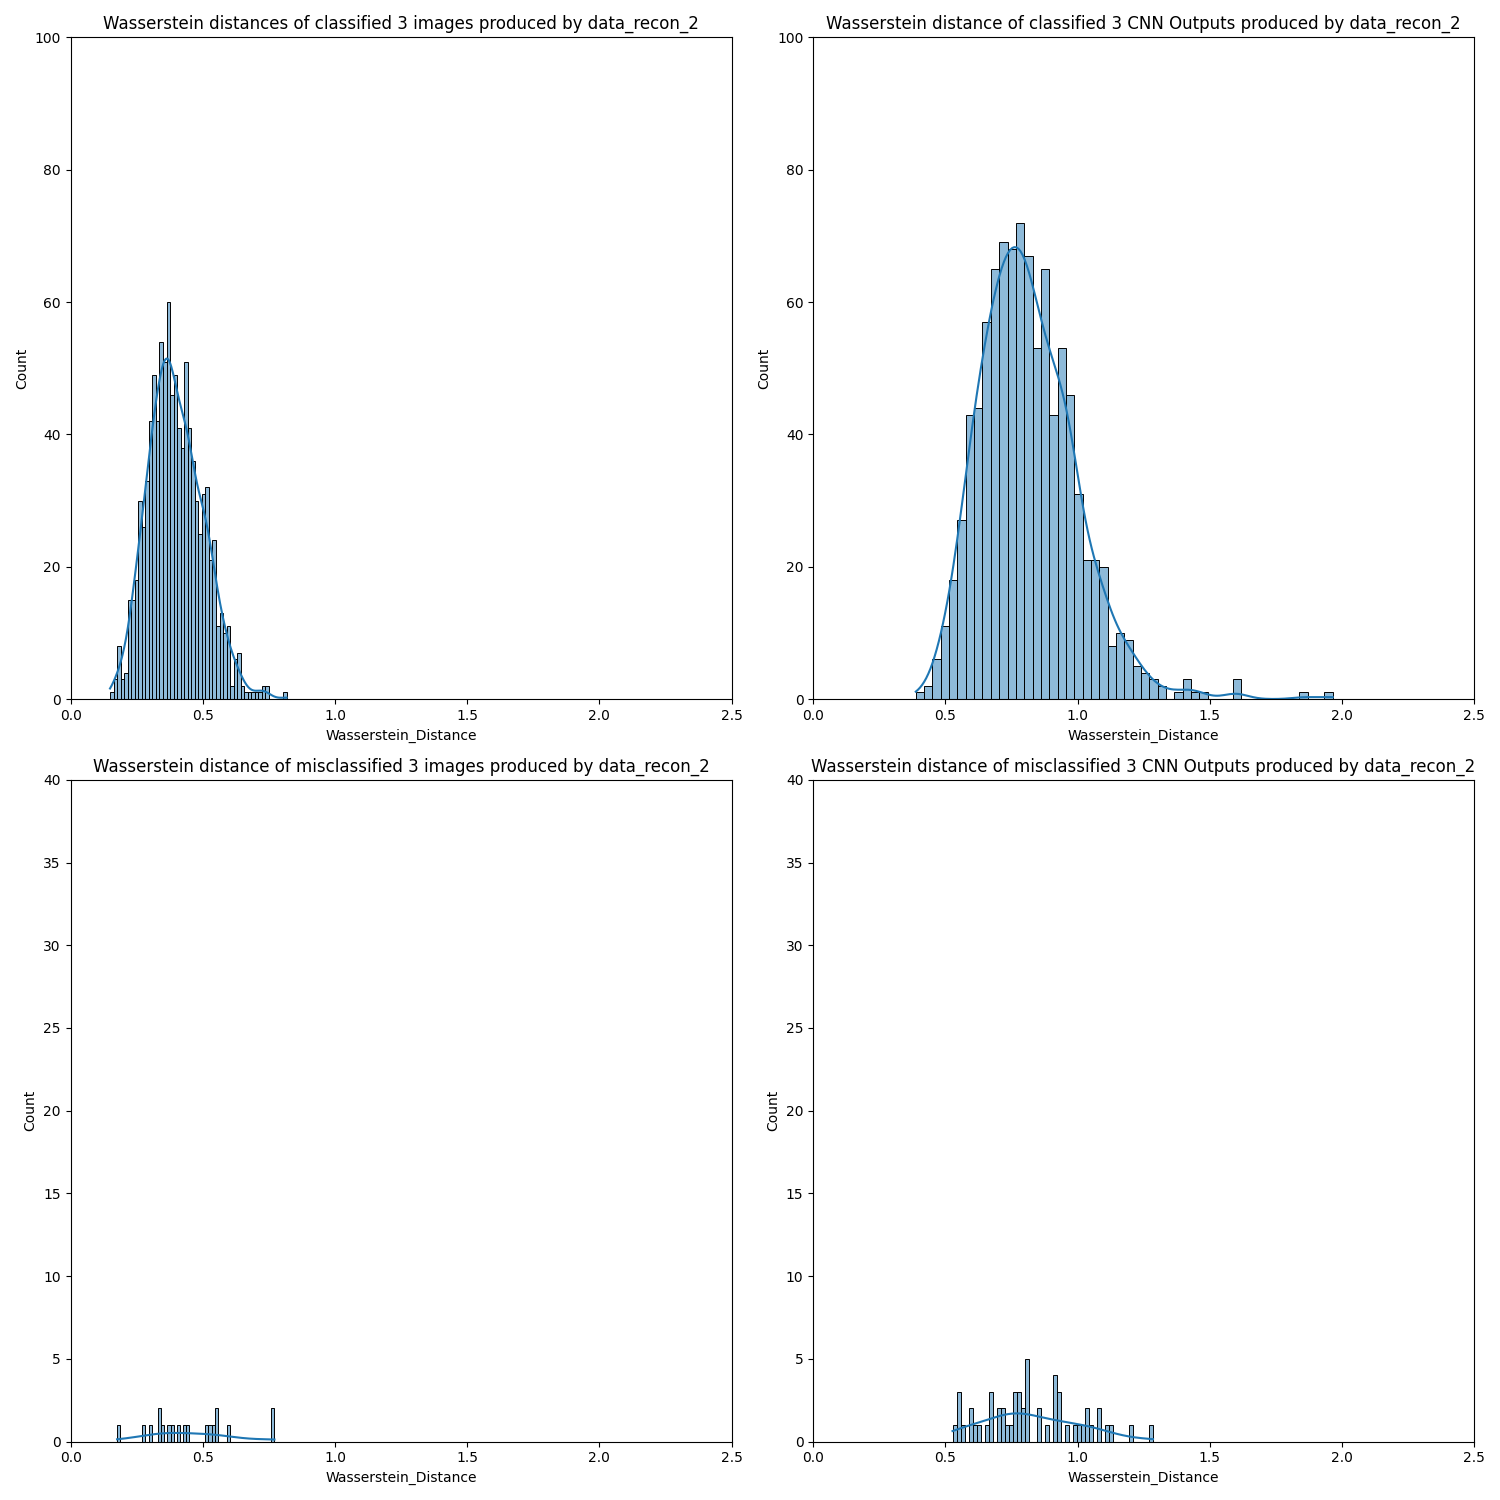 Wasserstein distances of classified 3 images produced by data_recon_2
100
80
60
40
20
0
Count
0.0 0.5 1.0 1.5 2.0 2.5
Wasserstein_Distance
Wasserstein distance of classified 3 CNN Outputs produced by data_recon_2
100
80
60
40
20
0
Count
0.0 0.5 1.0 1.5 2.0 2.5
Wasserstein_Distance
Wasserstein distance of misclassified 3 images produced by data_recon_2
40
35
30
25
20
15
10
5
0
Count
0.0 0.5 1.0 1.5 2.0 2.5
Wasserstein_Distance
Wasserstein distance of misclassified 3 CNN Outputs produced by data_recon_2
40
35
30
25
20
15
10
5
0
Count
0.0 0.5 1.0 1.5 2.0 2.5
Wasserstein_Distance